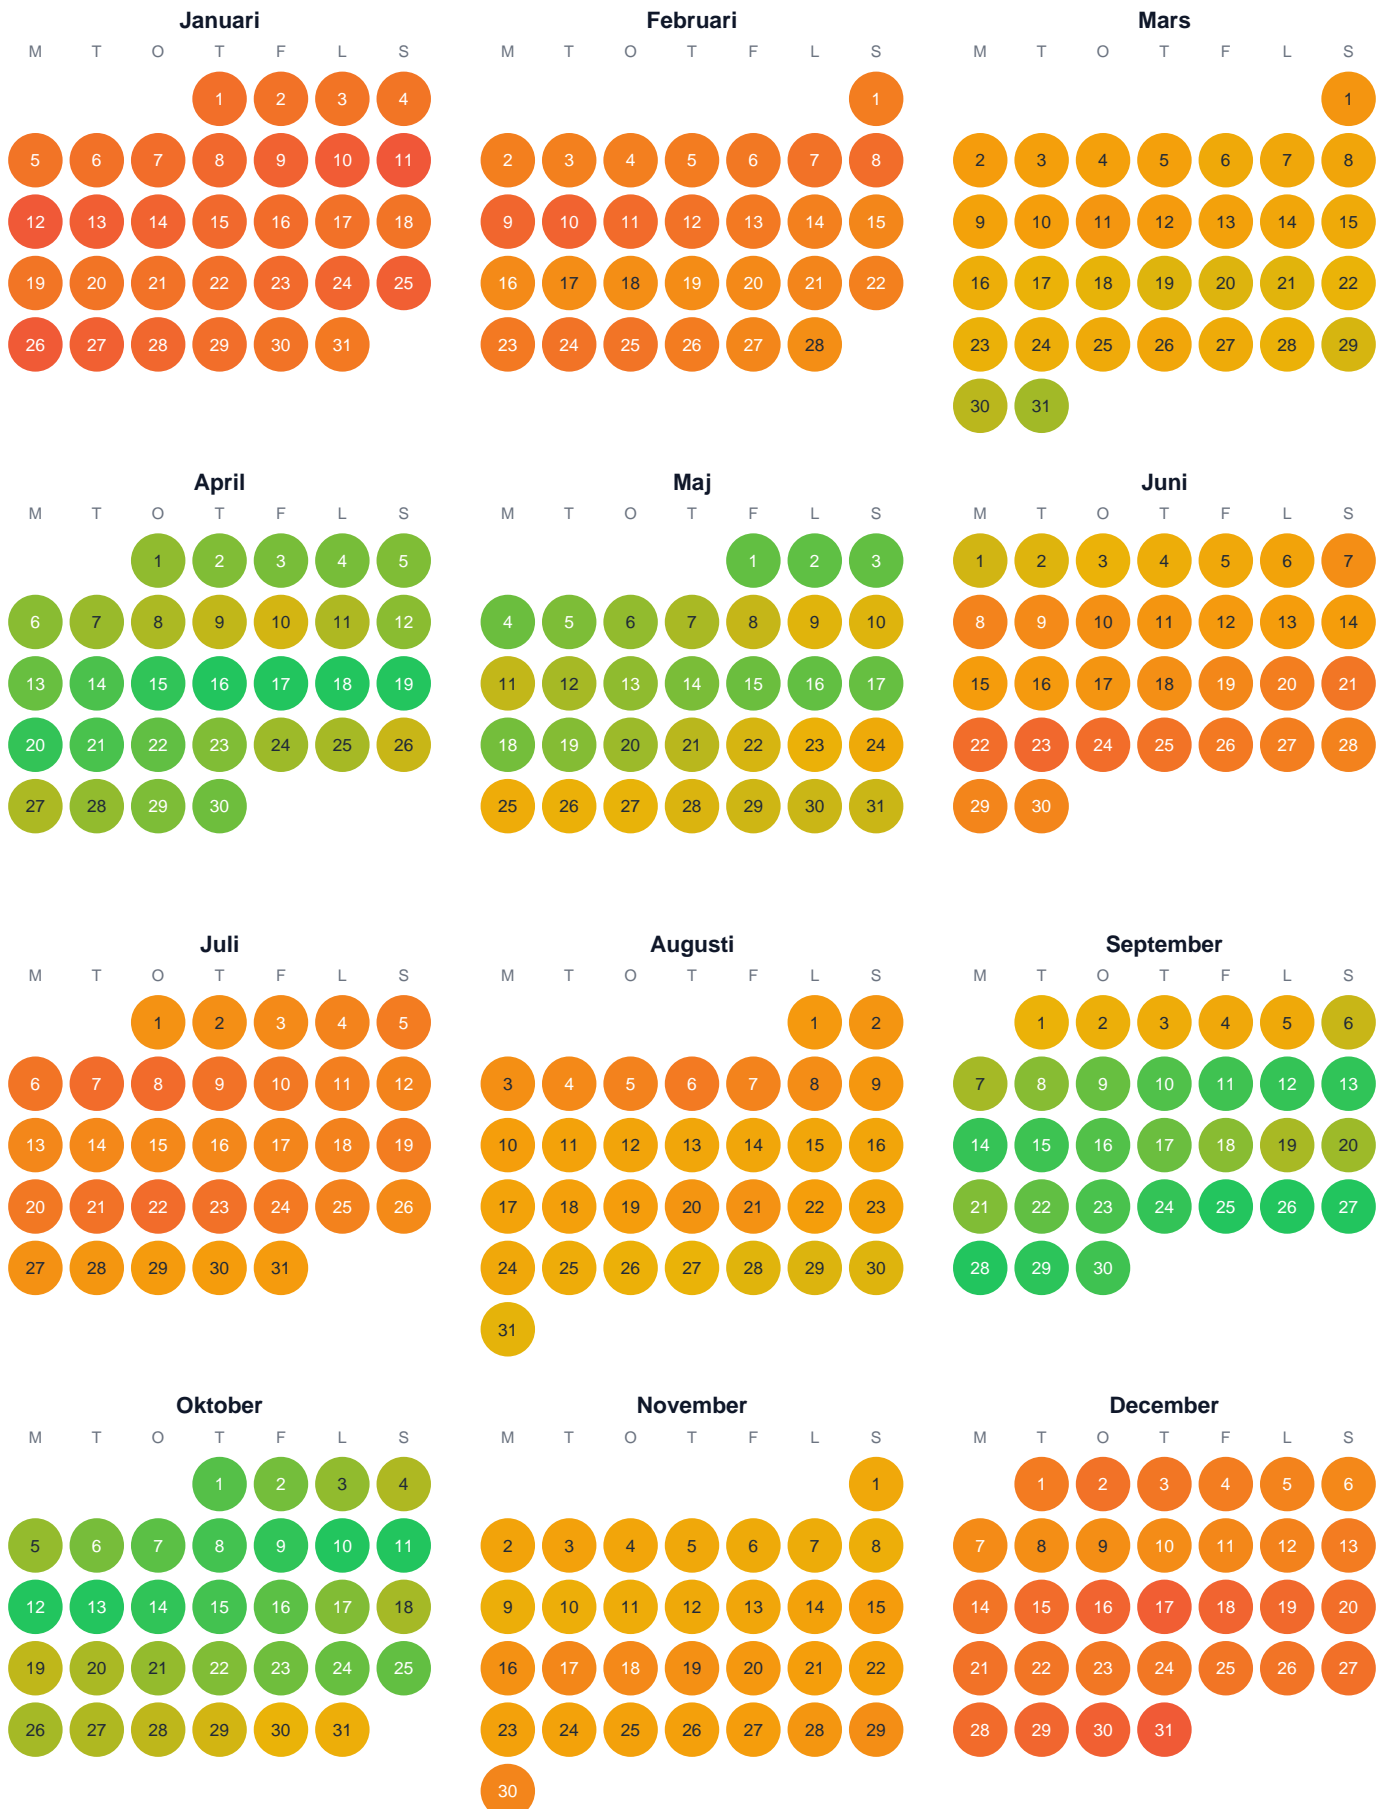 Januari
M T O T F L S
1 2 3 4
5 6 7 8 9 10 11
12 13 14 15 16 17 18
19 20 21 22 23 24 25
26 27 28 29 30 31
Februari
M T O T F L S
1
2 3 4 5 6 7 8
9 10 11 12 13 14 15
16 17 18 19 20 21 22
23 24 25 26 27 28
Mars
M T O T F L S
1
2 3 4 5 6 7 8
9 10 11 12 13 14 15
16 17 18 19 20 21 22
23 24 25 26 27 28 29
30 31
April
M T O T F L S
1 2 3 4 5
6 7 8 9 10 11 12
13 14 15 16 17 18 19
20 21 22 23 24 25 26
27 28 29 30
Maj
M T O T F L S
1 2 3
4 5 6 7 8 9 10
11 12 13 14 15 16 17
18 19 20 21 22 23 24
25 26 27 28 29 30 31
Juni
M T O T F L S
1 2 3 4 5 6 7
8 9 10 11 12 13 14
15 16 17 18 19 20 21
22 23 24 25 26 27 28
29 30
Juli
M T O T F L S
1 2 3 4 5
6 7 8 9 10 11 12
13 14 15 16 17 18 19
20 21 22 23 24 25 26
27 28 29 30 31
Augusti
M T O T F L S
1 2
3 4 5 6 7 8 9
10 11 12 13 14 15 16
17 18 19 20 21 22 23
24 25 26 27 28 29 30
31
September
M T O T F L S
1 2 3 4 5 6
7 8 9 10 11 12 13
14 15 16 17 18 19 20
21 22 23 24 25 26 27
28 29 30
Oktober
M T O T F L S
1 2 3 4
5 6 7 8 9 10 11
12 13 14 15 16 17 18
19 20 21 22 23 24 25
26 27 28 29 30 31
November
M T O T F L S
1
2 3 4 5 6 7 8
9 10 11 12 13 14 15
16 17 18 19 20 21 22
23 24 25 26 27 28 29
30
December
M T O T F L S
1 2 3 4 5 6
7 8 9 10 11 12 13
14 15 16 17 18 19 20
21 22 23 24 25 26 27
28 29 30 31